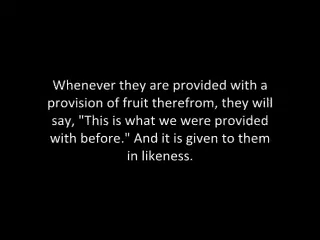 Whenever they are provided with a
provision of fruit therefrom, they will
say, "This is what we were provided
with before." And it is given to them
in likeness.